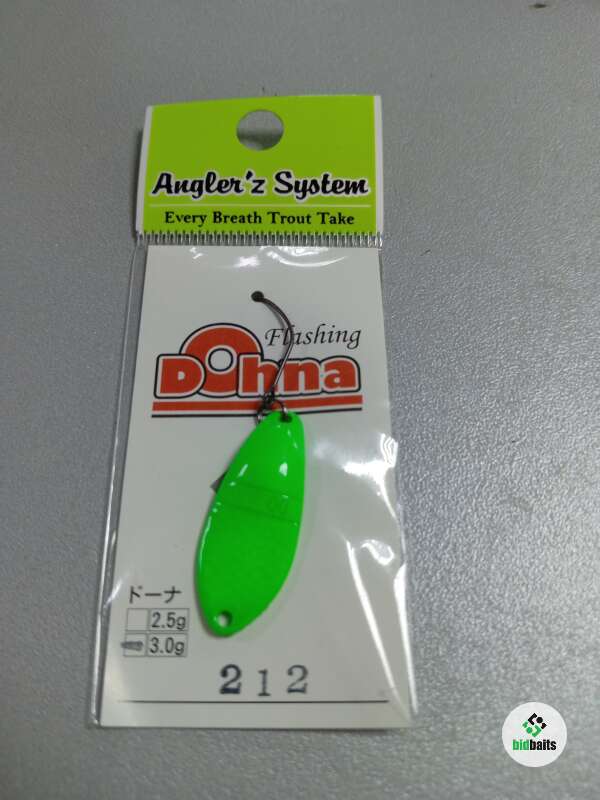 Angler'z System
Every Breath Trout Take
Flashing
Dohna
ドーナ
2.5g
3.0g
212
bidbaits